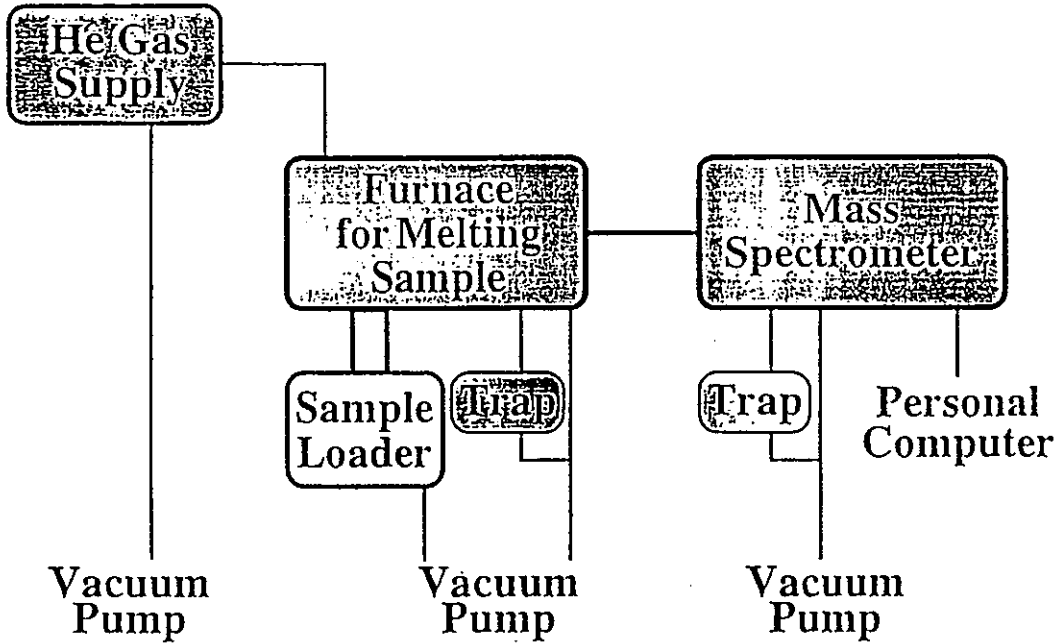 He/Gas
Supply
Furnace
for Melting
Sample
Mass
Spectrometer
Sample
Loader
Trap
Trap
Personal
Computer
Vacuum
Pump
Vacuum
Pump
Vacuum
Pump